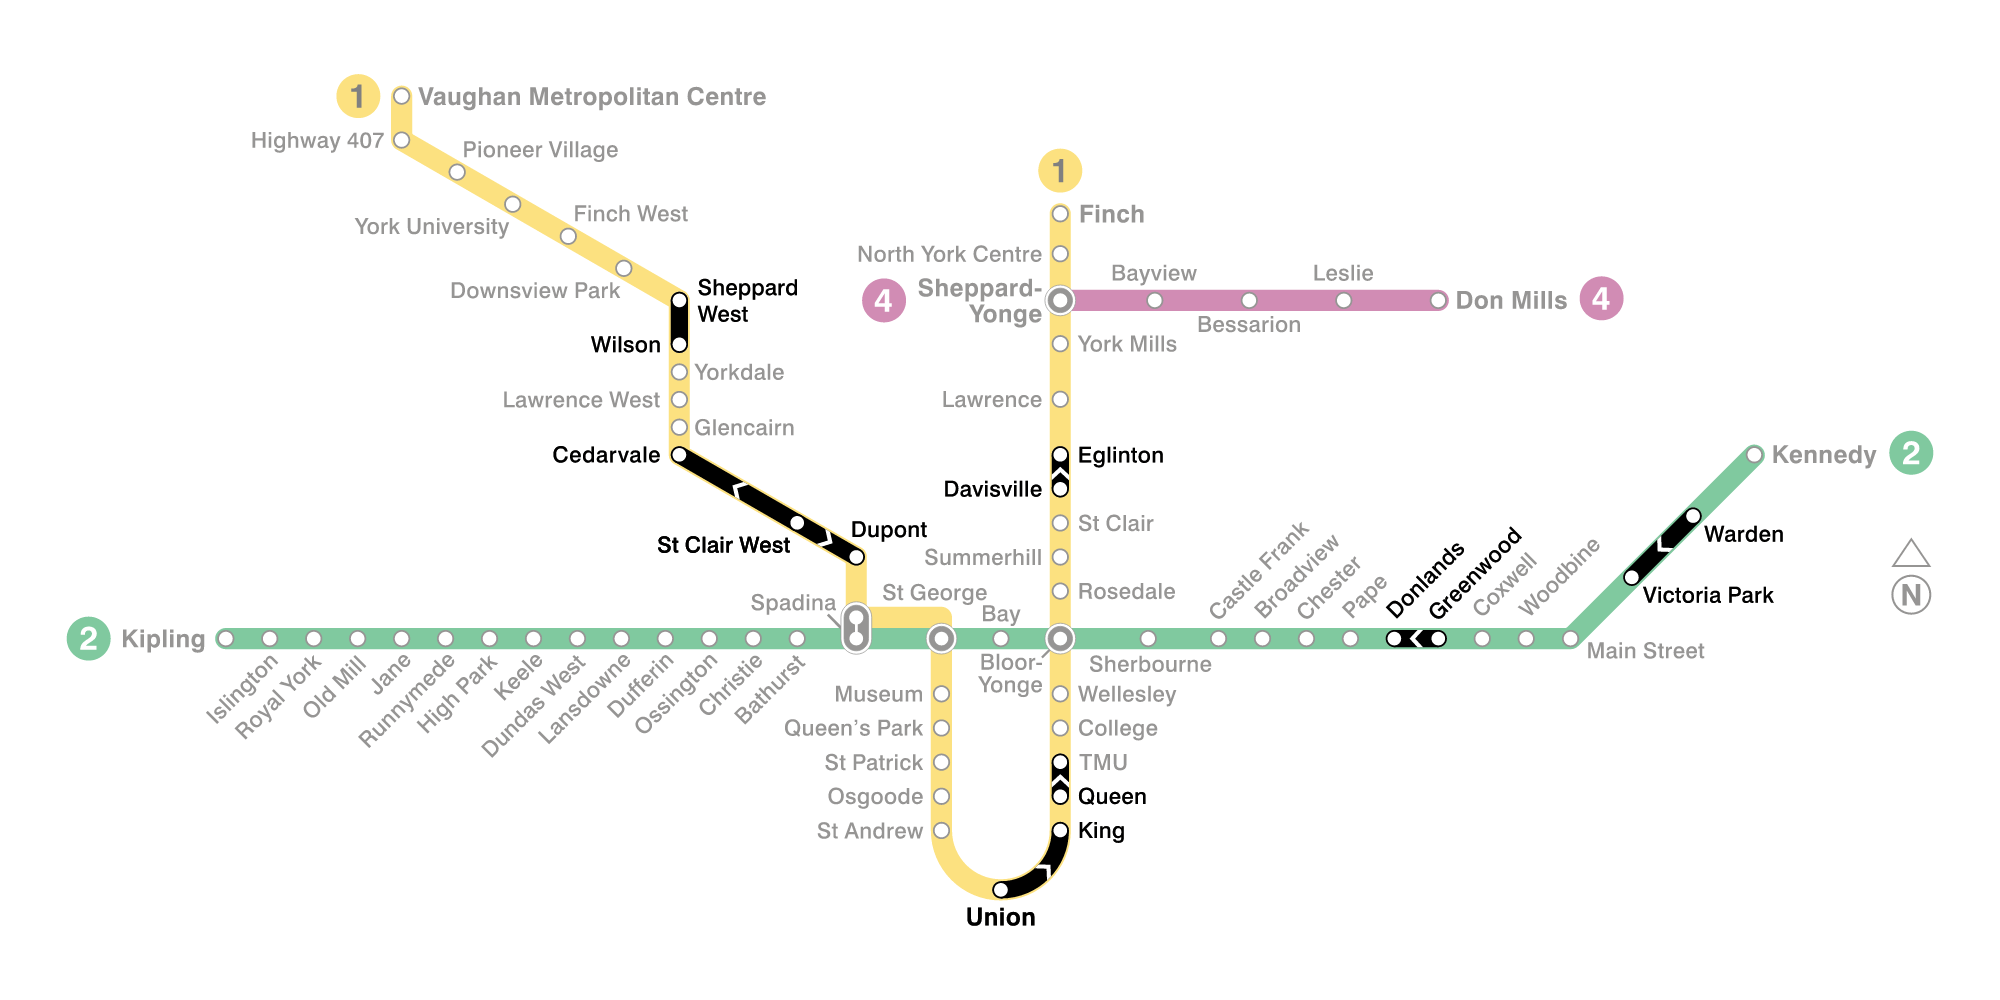 1
Vaughan Metropolitan Centre
Highway 407
Pioneer Village
York University
Finch West
Downsview Park
Sheppard
West
Wilson
Yorkdale
Lawrence West
Glencairn
Cedarvale
St Clair West
Dupont
Spadina
St George
Museum
Queen’s Park
St Patrick
Osgoode
St Andrew
Union
King
Queen
TMU
College
Wellesley
Bloor-
Yonge
Rosedale
Summerhill
St Clair
Davisville
Eglinton
Lawrence
York Mills
4
Sheppard-
Yonge
North York Centre
Finch
1
Bayview
Bessarion
Leslie
Don Mills
4
2
Kipling
Islington
Royal York
Old Mill
Jane
Runnymede
High Park
Keele
Dundas West
Lansdowne
Dufferin
Ossington
Christie
Bathurst
Bay
Sherbourne
Castle Frank
Broadview
Chester
Pape
Donlands
Greenwood
Coxwell
Woodbine
Main Street
Victoria Park
Warden
Kennedy
2
N